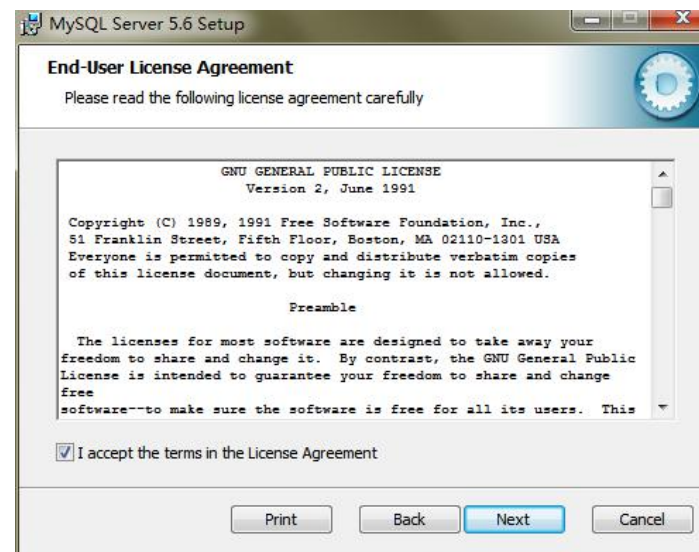 MySQL Server 5.6 Setup
End-User License Agreement
Please read the following license agreement carefully
GNU GENERAL PUBLIC LICENSE
Version 2, June 1991
Copyright (C) 1989, 1991 Free Software Foundation, Inc.,
51 Franklin Street, Fifth Floor, Boston, MA 02110-1301 USA
Everyone is permitted to copy and distribute verbatim copies
of this license document, but changing it is not allowed.
Preamble
The licenses for most software are designed to take away your
freedom to share and change it.  By contrast, the GNU General Public
License is intended to guarantee your freedom to share and change
free
software--to make sure the software is free for all its users.  This
I accept the terms in the License Agreement
Print Back Next Cancel